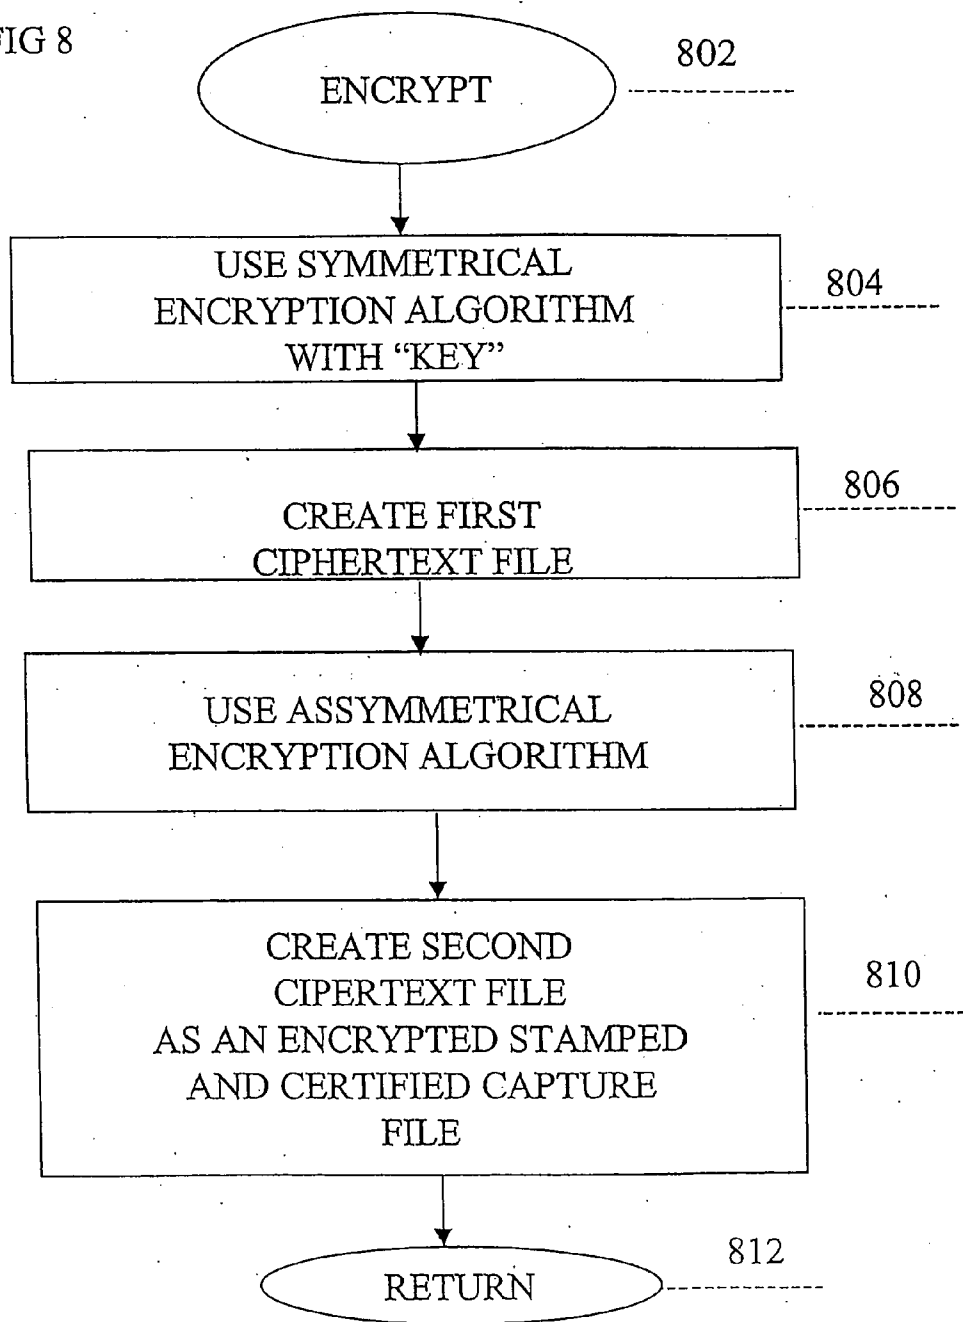 FIG 8
802
ENCRYPT
USE SYMMETRICAL
ENCRYPTION ALGORITHM
WITH “KEY”
804
806
CREATE FIRST
CIPHERTEXT FILE
808
USE ASSYMMETRICAL
ENCRYPTION ALGORITHM
CREATE SECOND
CIPERTEXT FILE
AS AN ENCRYPTED STAMPED
AND CERTIFIED CAPTURE
FILE
810
812
RETURN